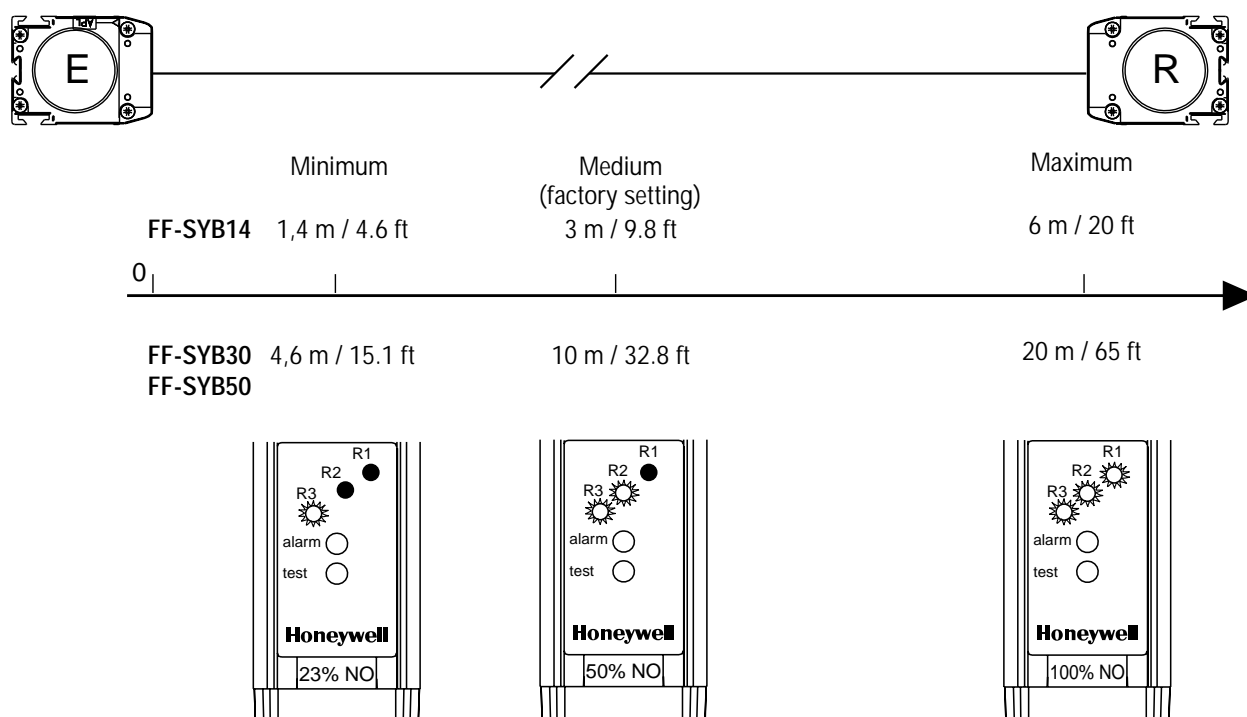 APL
E
R
Minimum
Medium
(factory setting)
Maximum
FF-SYB14 1,4 m / 4.6 ft 3 m / 9.8 ft 6 m / 20 ft
0
FF-SYB30 4,6 m / 15.1 ft 10 m / 32.8 ft 20 m / 65 ft
FF-SYB50
R1
R2
R3
alarm
test
Honeywell
23% NO
R1
R2
R3
alarm
test
Honeywell
50% NO
R1
R2
R3
alarm
test
Honeywell
100% NO